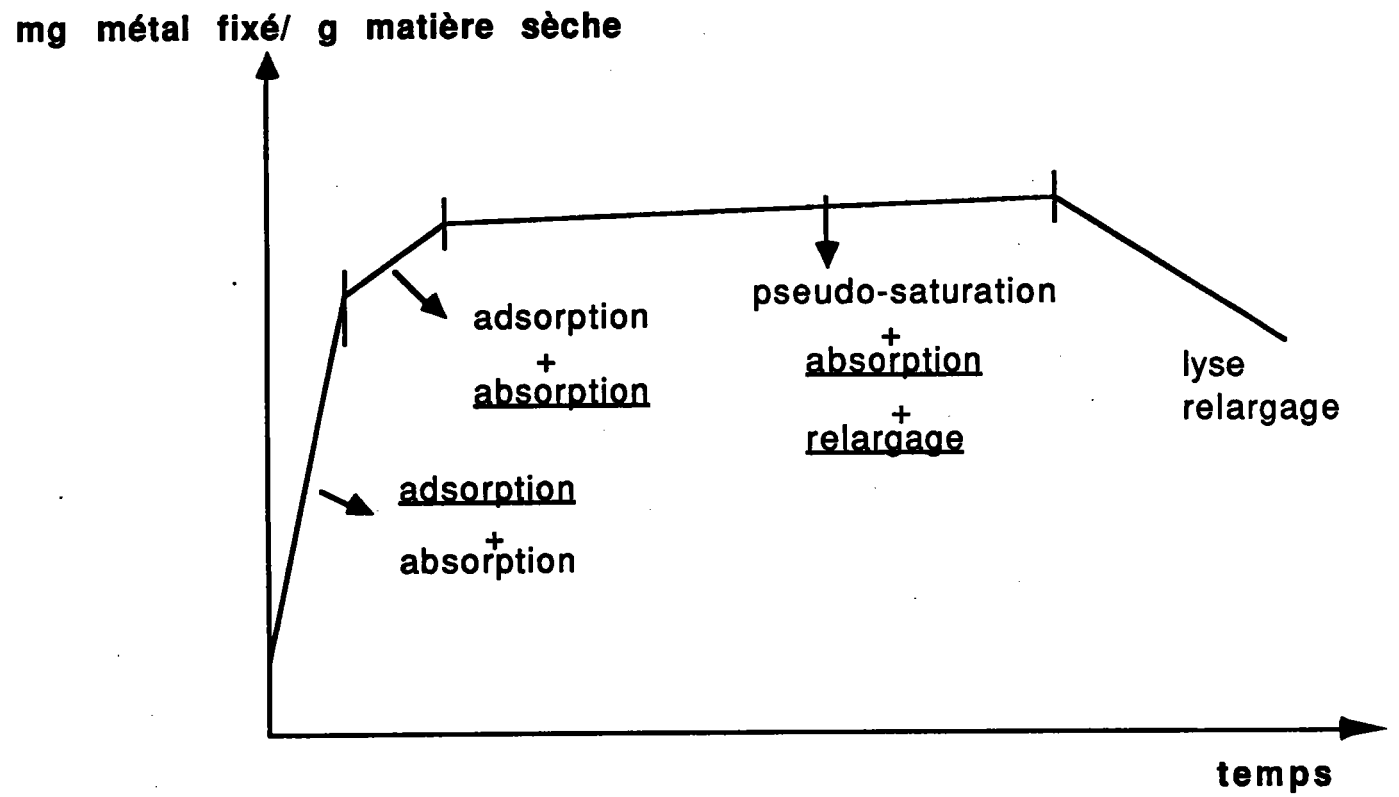 mg métal fixé/ g matière sèche
adsorption
+
absorption
adsorption
+
absorption
pseudo-saturation
+
absorption
+
relargage
lyse
relargage
temps